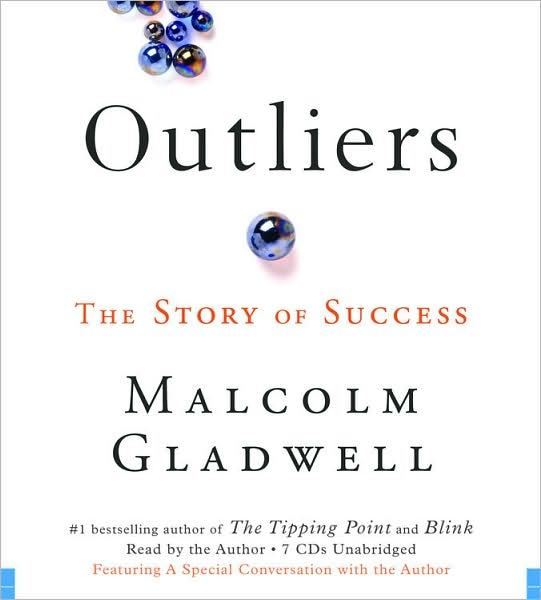 Outliers
The Story of Success
Malcolm
Gladwell
#1 bestselling author of The Tipping Point and Blink
Read by the Author • 7 CDs Unabridged
Featuring A Special Conversation with the Author